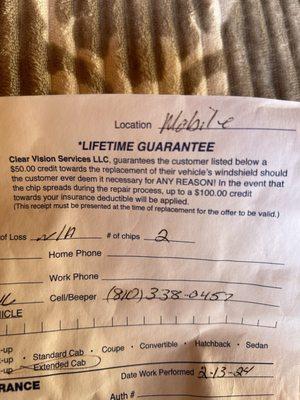 Location Mobile
*LIFETIME GUARANTEE
Clear Vision Services LLC, guarantees the customer listed below a
$50.00 credit towards the replacement of their vehicle's windshield should
the customer ever deem it necessary for ANY REASON! In the event
that the chip spreads during the repair process, up to a $100.00 credit
towards your insurance deductible will be applied.
(This receipt must be presented at the time of replacement for the offer to be valid.)
of Loss N/A # of chips 2
Home Phone
Work Phone
Cell/Beeper (810) 338-0457
ICLE
-up
-up • Standard Cab • Coupe • Convertible • Hatchback • Sedan
-up Extended Cab
RANCE Date Work Performed 2-13-24
Auth #